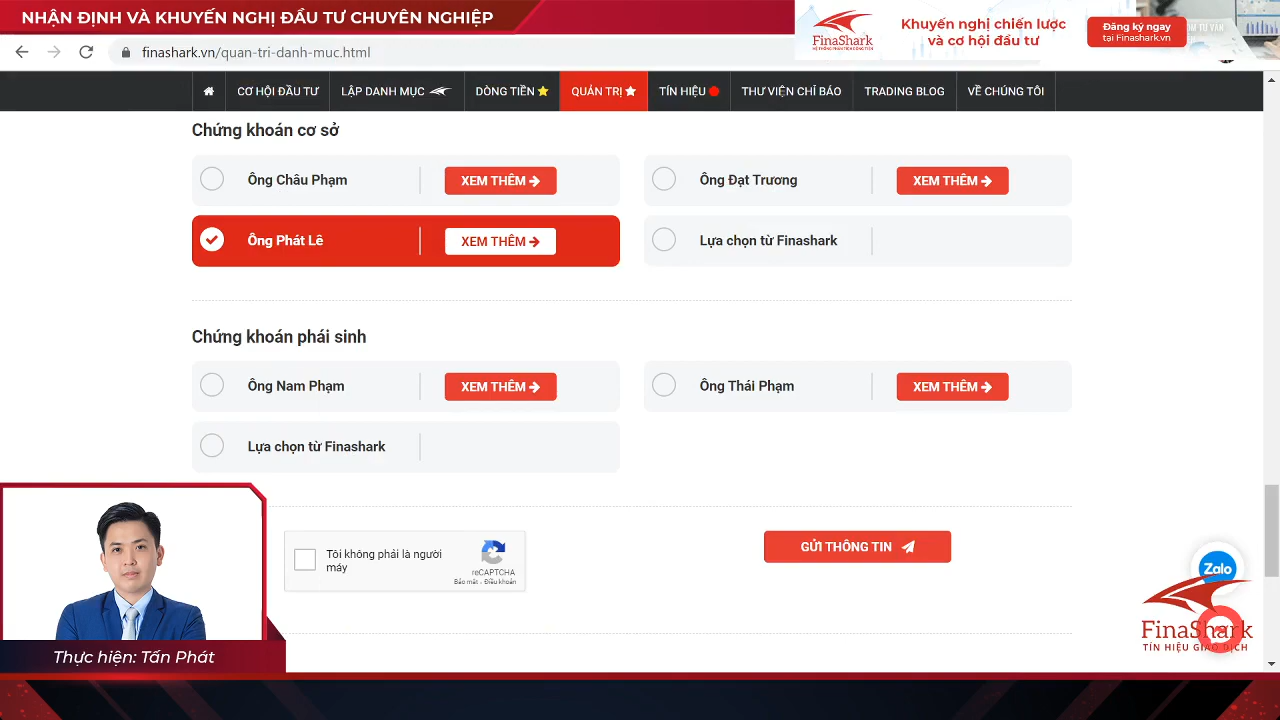 NHẬN ĐỊNH VÀ KHUYẾN NGHỊ ĐẦU TƯ CHUYÊN NGHIỆP
FinaShark
Khuyến nghị chiến lược
và cơ hội đầu tư
Đăng ký ngay
tại Finashark.vn
finashark.vn/quan-tri-danh-muc.html
CƠ HỘI ĐẦU TƯ
LẬP DANH MỤC
DÒNG TIỀN
QUẢN TRỊ
TÍN HIỆU
THƯ VIỆN CHỈ BÁO
TRADING BLOG
VỀ CHÚNG TÔI
Chứng khoán cơ sở
Ông Châu Phạm
XEM THÊM
Ông Đạt Trương
XEM THÊM
Ông Phát Lê
XEM THÊM
Lựa chọn từ Finashark
Chứng khoán phái sinh
Ông Nam Phạm
XEM THÊM
Ông Thái Phạm
XEM THÊM
Lựa chọn từ Finashark
Tôi không phải là người
máy
reCAPTCHA
Bảo mật - Điều khoản
GỬI THÔNG TIN
Zalo
FinaShark
TÍN HIỆU GIAO DỊCH
Thực hiện: Tấn Phát